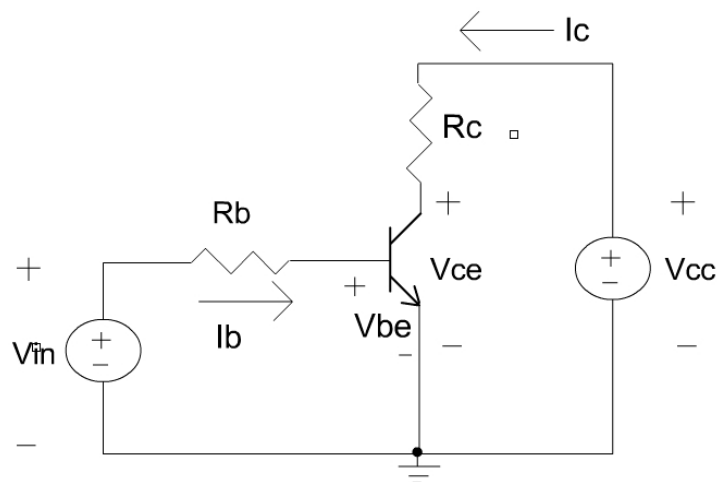 Ic
Rc
Rb
+
+
+
Vce
+
-
Vcc
+
Ib
Vbe
+
-
Vin
-
-
-
-